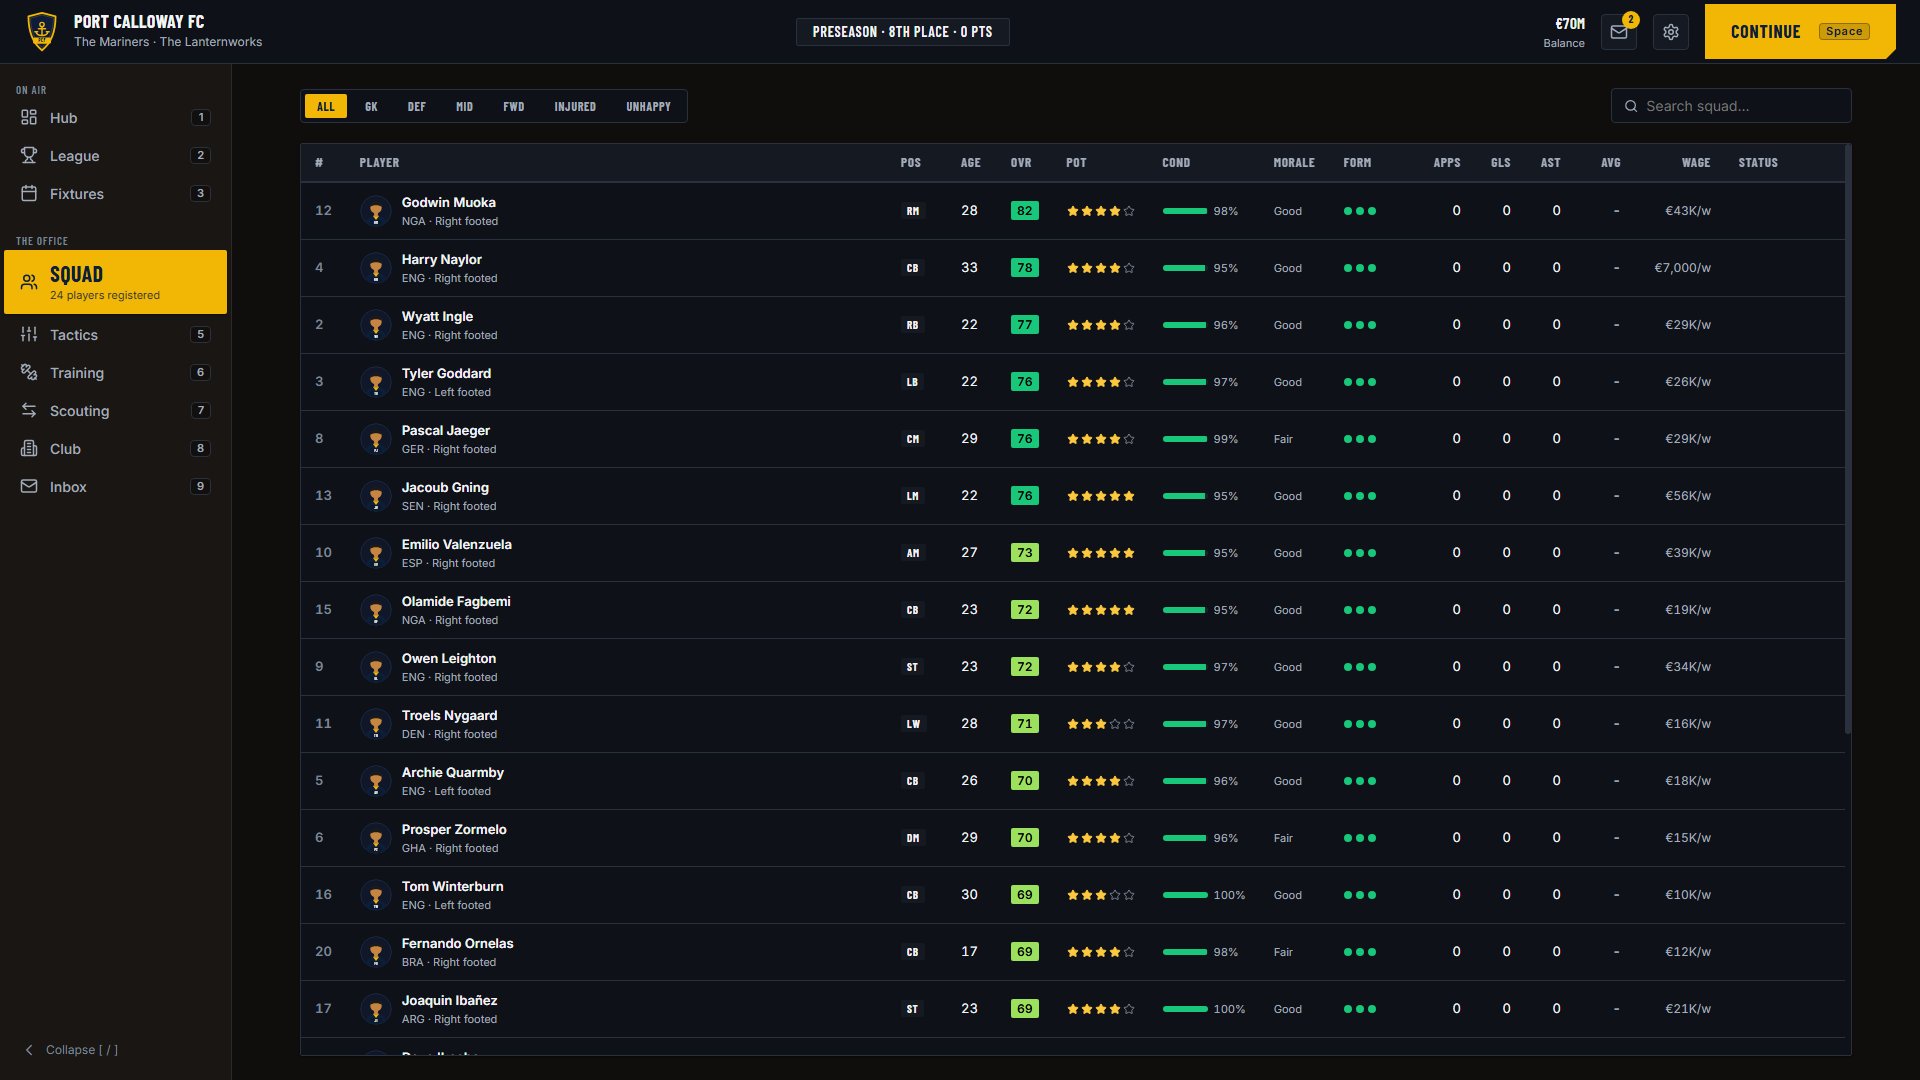 PORT CALLOWAY FC
The Mariners · The Lanternworks
PRESEASON · 8TH PLACE · 0 PTS
€70M
Balance
2
CONTINUE Space
ON AIR
Hub 1
League 2
Fixtures 3
THE OFFICE
SQUAD
24 players registered
Tactics 5
Training 6
Scouting 7
Club 8
Inbox 9
Collapse [ / ]
ALL GK DEF MID FWD INJURED UNHAPPY
Search squad...
# PLAYER POS AGE OVR POT COND MORALE FORM APPS GLS AST AVG WAGE STATUS
12 Godwin Muoka RM 28 82 98% Good 0 0 0 - €43K/w
NGA · Right footed
4 Harry Naylor CB 33 78 95% Good 0 0 0 - €7,000/w
ENG · Right footed
2 Wyatt Ingle RB 22 77 96% Good 0 0 0 - €29K/w
ENG · Right footed
3 Tyler Goddard LB 22 76 97% Good 0 0 0 - €26K/w
ENG · Left footed
8 Pascal Jaeger CM 29 76 99% Fair 0 0 0 - €29K/w
GER · Right footed
13 Jacoub Gning LM 22 76 95% Good 0 0 0 - €56K/w
SEN · Right footed
10 Emilio Valenzuela AM 27 73 95% Good 0 0 0 - €39K/w
ESP · Right footed
15 Olamide Fagbemi CB 23 72 95% Good 0 0 0 - €19K/w
NGA · Right footed
9 Owen Leighton ST 23 72 97% Good 0 0 0 - €34K/w
ENG · Right footed
11 Troels Nygaard LW 28 71 97% Good 0 0 0 - €16K/w
DEN · Right footed
5 Archie Quarmby CB 26 70 96% Good 0 0 0 - €18K/w
ENG · Left footed
6 Prosper Zormelo DM 29 70 96% Fair 0 0 0 - €15K/w
GHA · Right footed
16 Tom Winterburn CB 30 69 100% Good 0 0 0 - €10K/w
ENG · Left footed
20 Fernando Ornelas CB 17 69 98% Fair 0 0 0 - €12K/w
BRA · Right footed
17 Joaquin Ibañez ST 23 69 100% Good 0 0 0 - €21K/w
ARG · Right footed